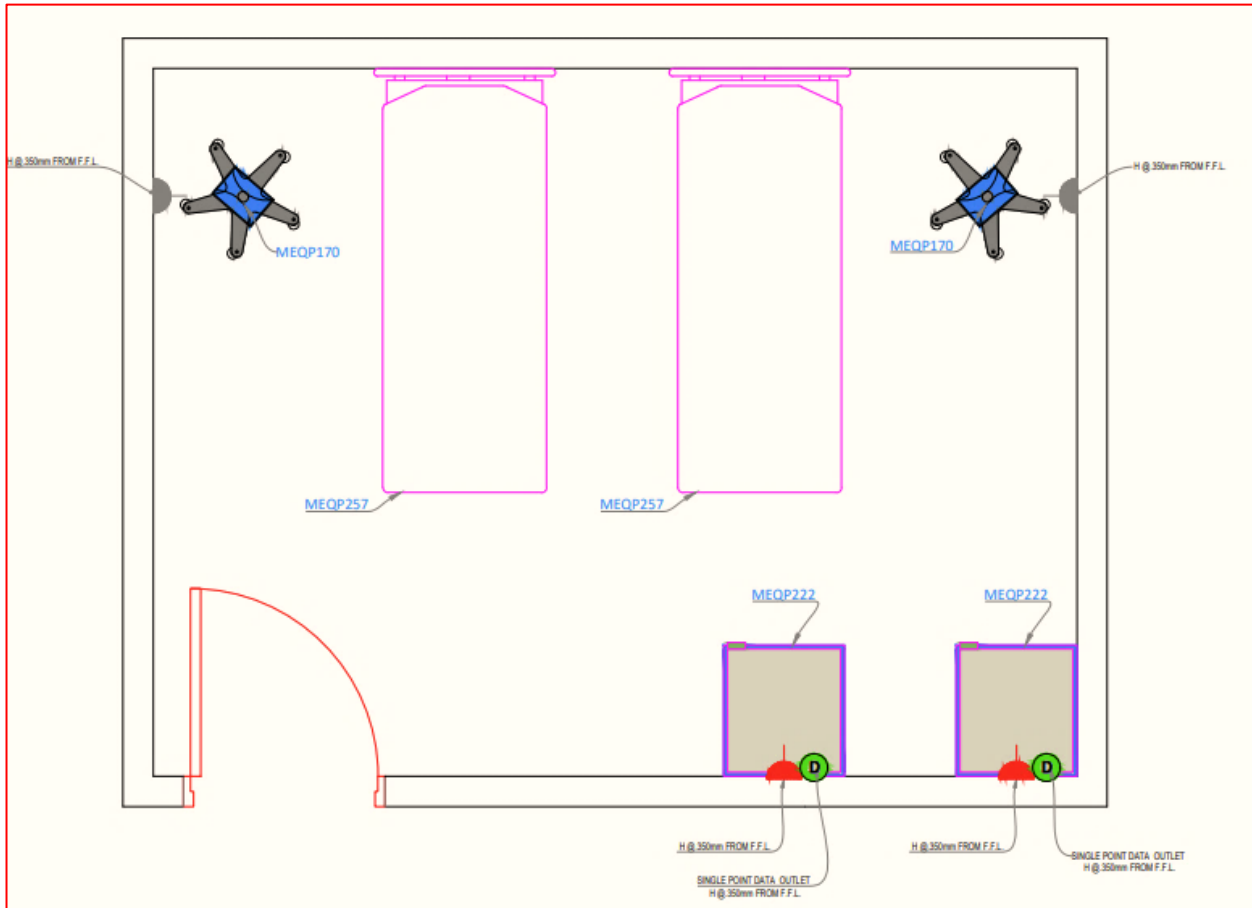 H @.350mm FROM F.F.L.
H @.350mm FROM F.F.L.
MEQP170
MEQP170
MEQP257
MEQP257
MEQP222
MEQP222
D
D
H @.350mm FROM F.F.L.
H @.350mm FROM F.F.L.
SINGLE POINT DATA OUTLET
H @.350mm FROM F.F.L.
SINGLE POINT DATA OUTLET
H @.350mm FROM F.F.L.